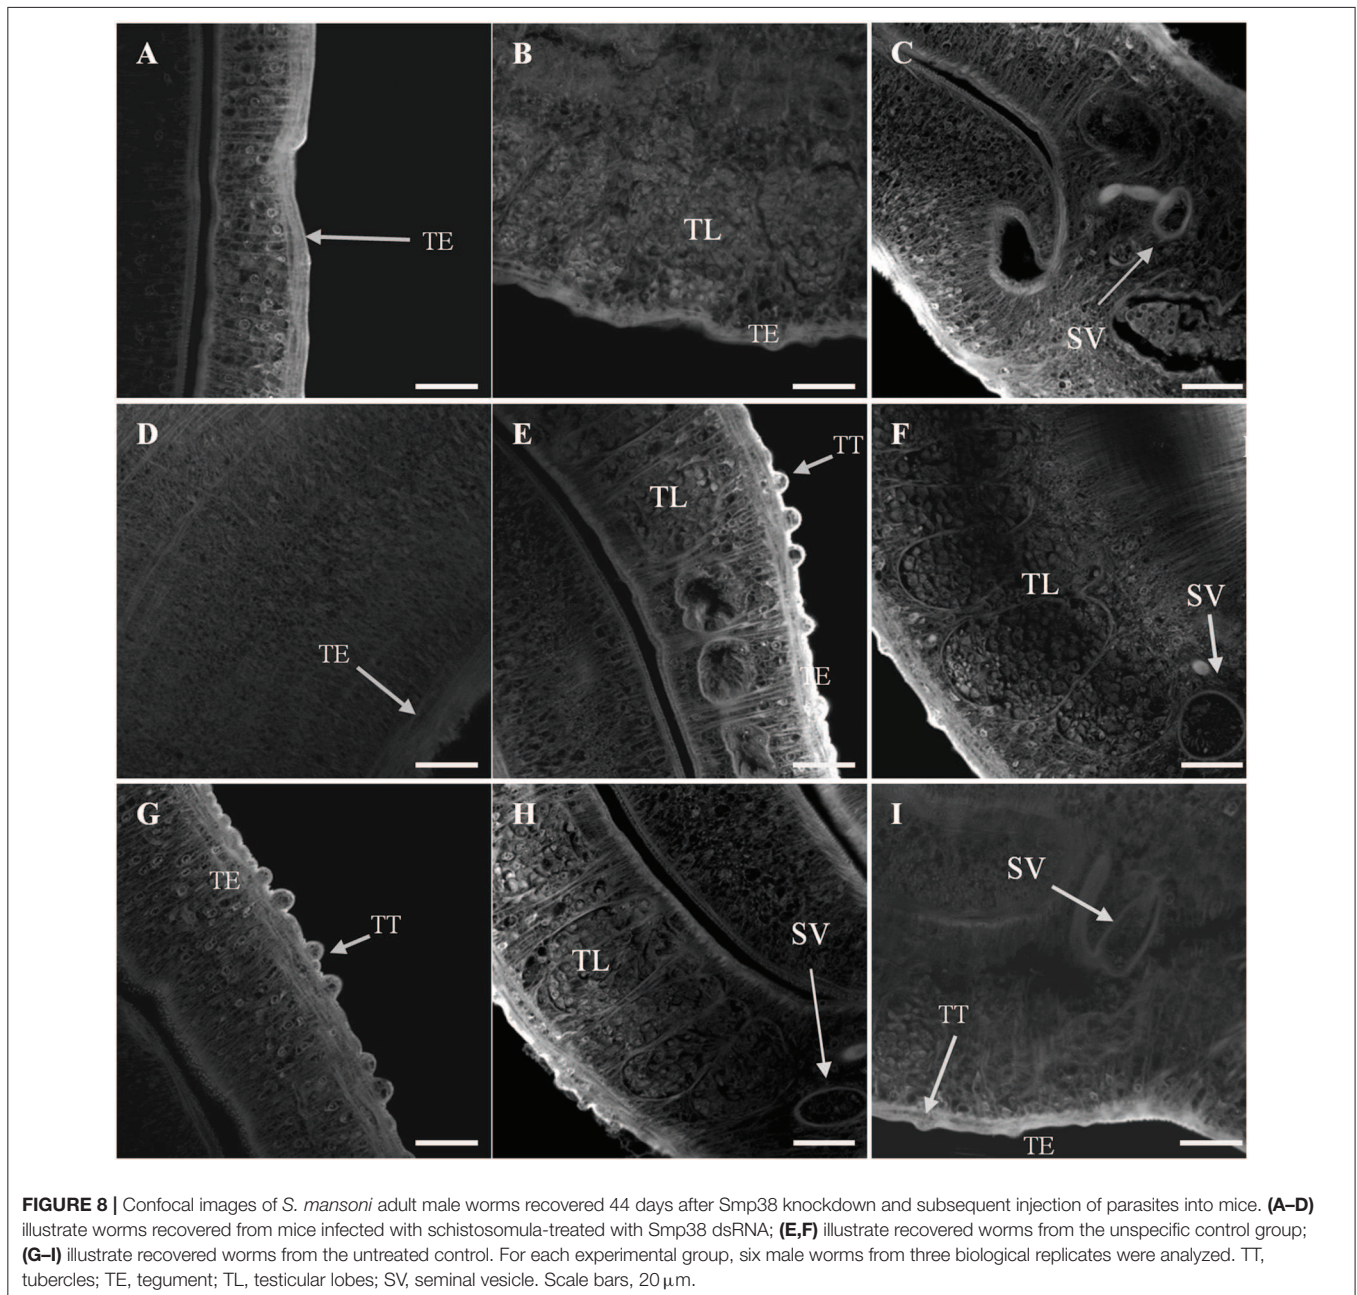 A
TE
B
TL
TE
C
SV
D
TE
E
TT
TL
TE
F
TL
SV
G
TE
TT
H
TL
SV
I
SV
TT
TE
FIGURE 8 | Confocal images of S. mansoni adult male worms recovered 44 days after Smp38 knockdown and subsequent injection of parasites into mice. (A–D)
illustrate worms recovered from mice infected with schistosomula-treated with Smp38 dsRNA; (E,F) illustrate recovered worms from the unspecific control group;
(G–I) illustrate recovered worms from the untreated control. For each experimental group, six male worms from three biological replicates were analyzed. TT,
tubercles; TE, tegument; TL, testicular lobes; SV, seminal vesicle. Scale bars, 20 μm.